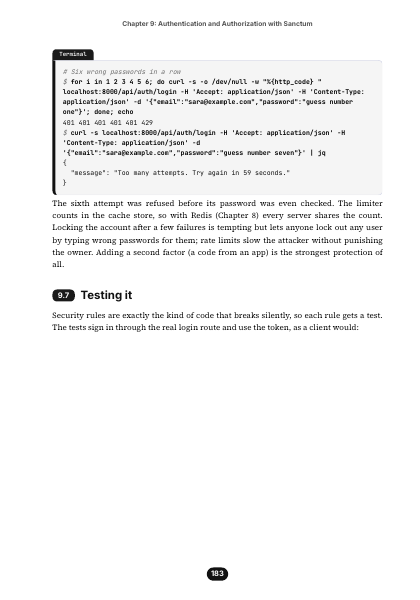 Chapter 9: Authentication and Authorization with Sanctum
Terminal
# Six wrong passwords in a row
$ for i in 1 2 3 4 5 6; do curl -s -o /dev/null -w "%{http_code} "
localhost:8000/api/auth/login -H 'Accept: application/json' -H 'Content-Type:
application/json' -d '{"email":"sara@example.com","password":"guess number
one"}'; done; echo
401 401 401 401 401 429
$ curl -s localhost:8000/api/auth/login -H 'Accept: application/json' -H
'Content-Type: application/json' -d
'{"email":"sara@example.com","password":"guess number seven"}' | jq
{
  "message": "Too many attempts. Try again in 59 seconds."
}
The sixth attempt was refused before its password was even checked. The limiter
counts in the cache store, so with Redis (Chapter 8) every server shares the count.
Locking the account after a few failures is tempting but lets anyone lock out any user
by typing wrong passwords for them; rate limits slow the attacker without punishing
the owner. Adding a second factor (a code from an app) is the strongest protection of
all.
9.7 Testing it
Security rules are exactly the kind of code that breaks silently, so each rule gets a test.
The tests sign in through the real login route and use the token, as a client would:
183